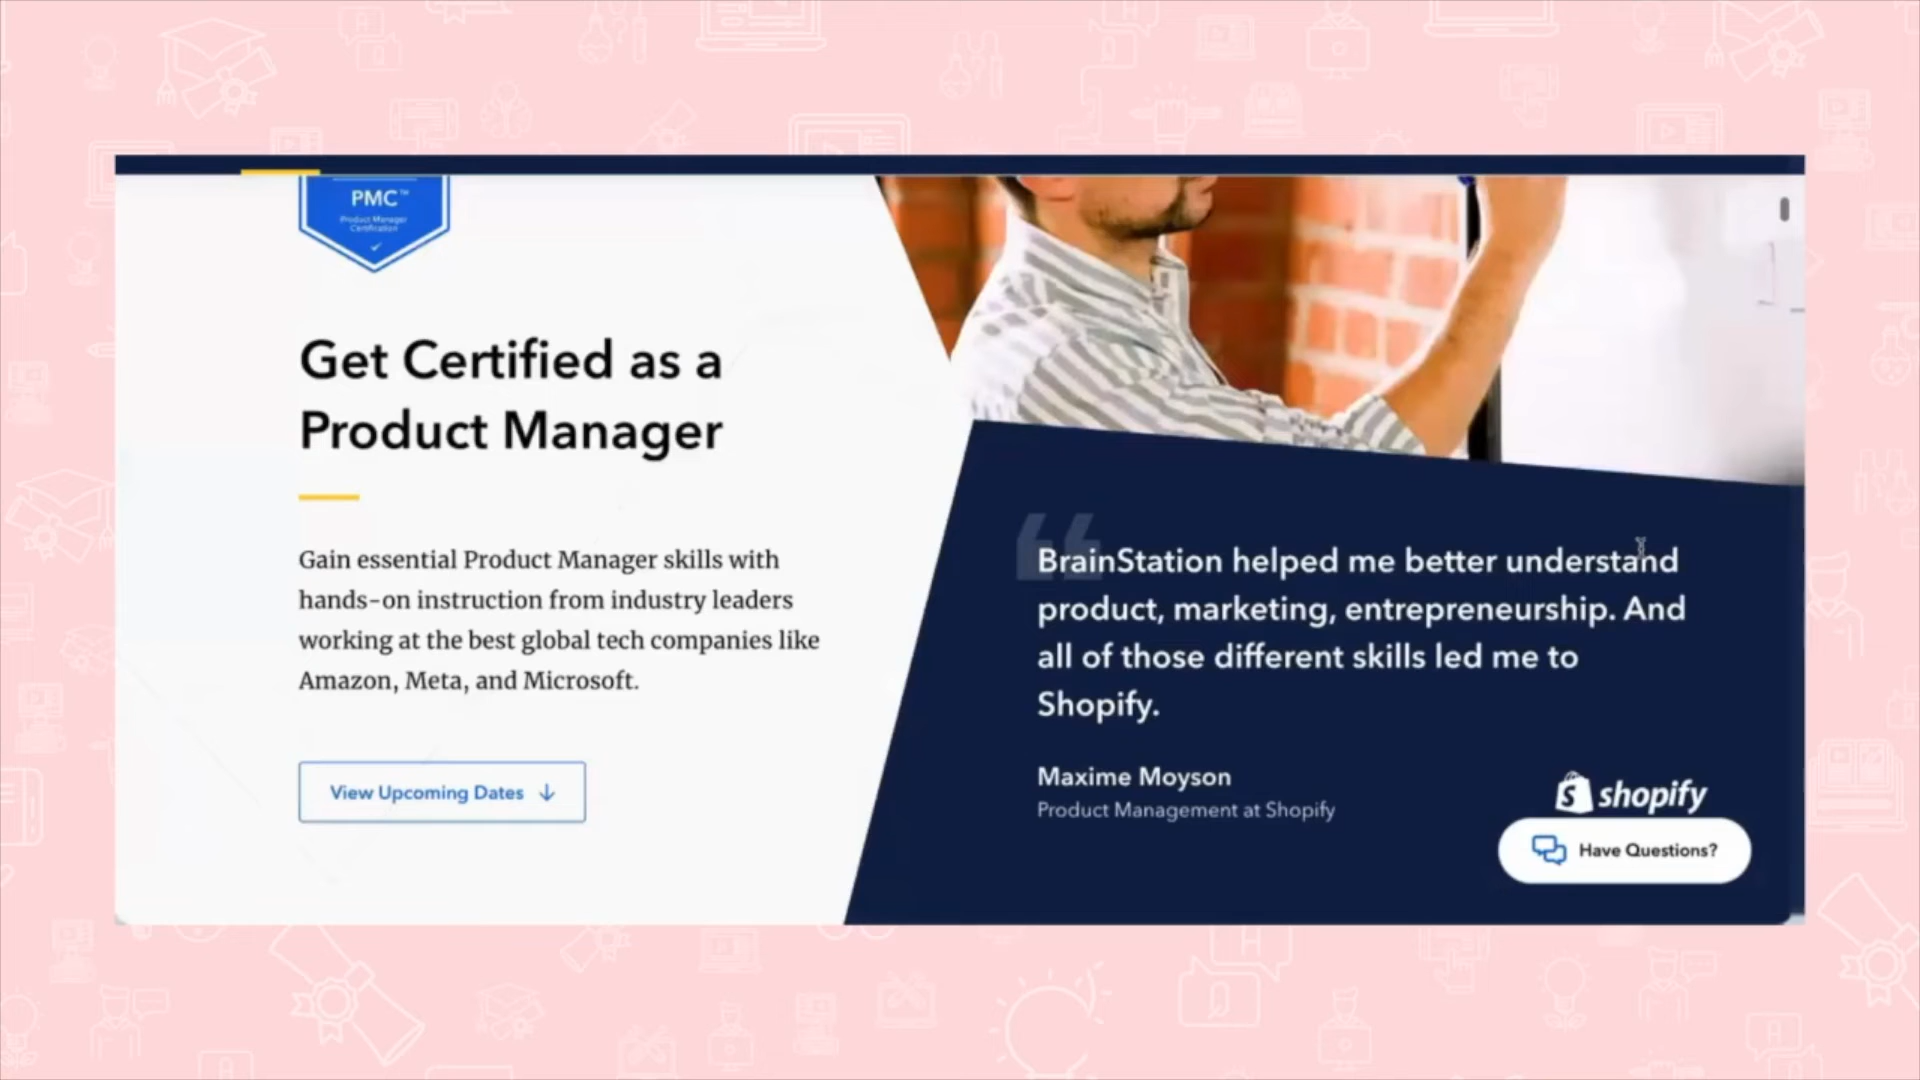 PMC™
Product Manager
Certification
Get Certified as a
Product Manager
Gain essential Product Manager skills with
hands-on instruction from industry leaders
working at the best global tech companies like
Amazon, Meta, and Microsoft.
View Upcoming Dates
“
BrainStation helped me better understand
product, marketing, entrepreneurship. And
all of those different skills led me to
Shopify.
Maxime Moyson
Product Management at Shopify
shopify
Have Questions?